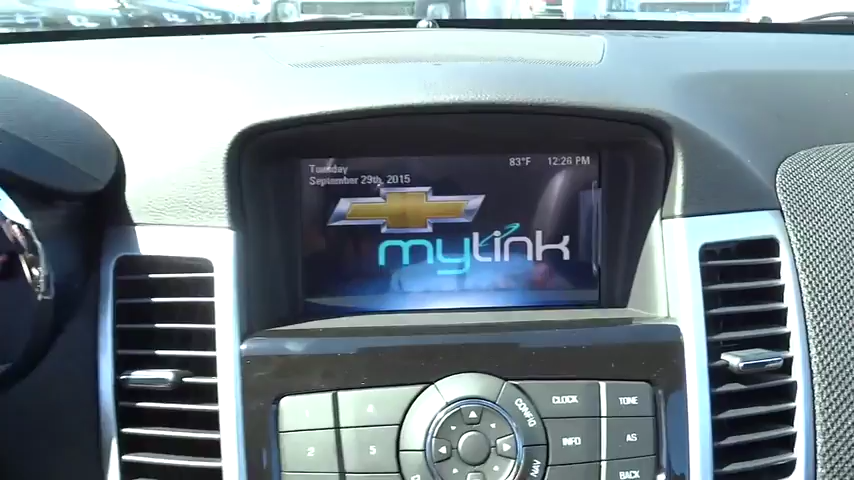 Tuesday
September 29th, 2015
83°F 12:26 PM
mylink
CONFIG
CLOCK
TONE
2
5
INFO
AS
NAV
BACK